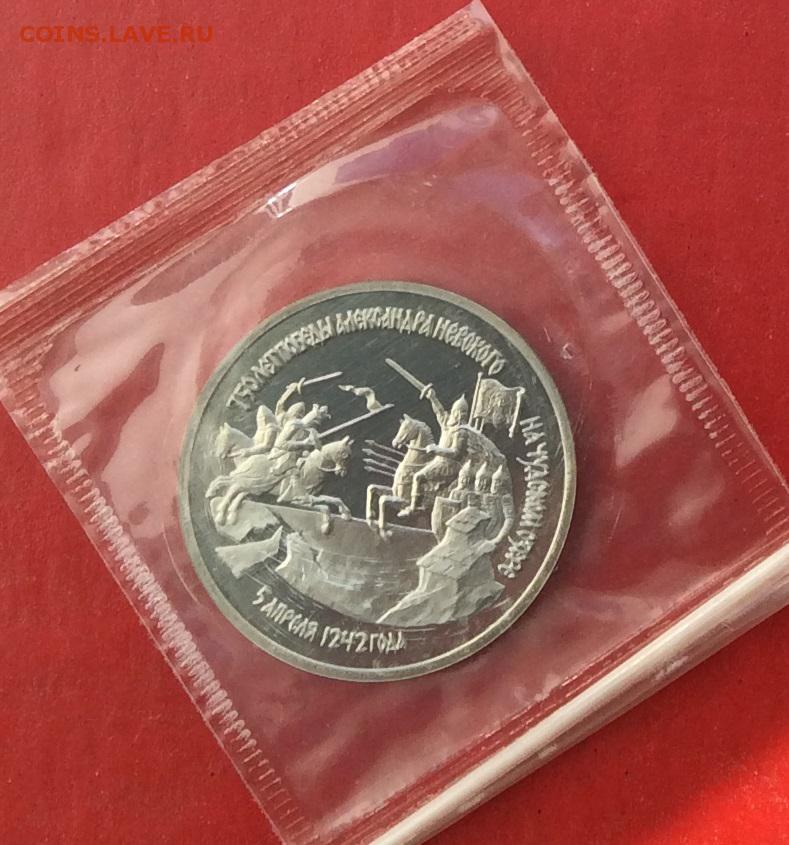 COINS.LAVE.RU
750 ЛЕТ ПОБЕДЫ АЛЕКСАНДРА НЕВСКОГО
НА ЧУДСКОМ ОЗЕРЕ
5 АПРЕЛЯ 1242 ГОДА